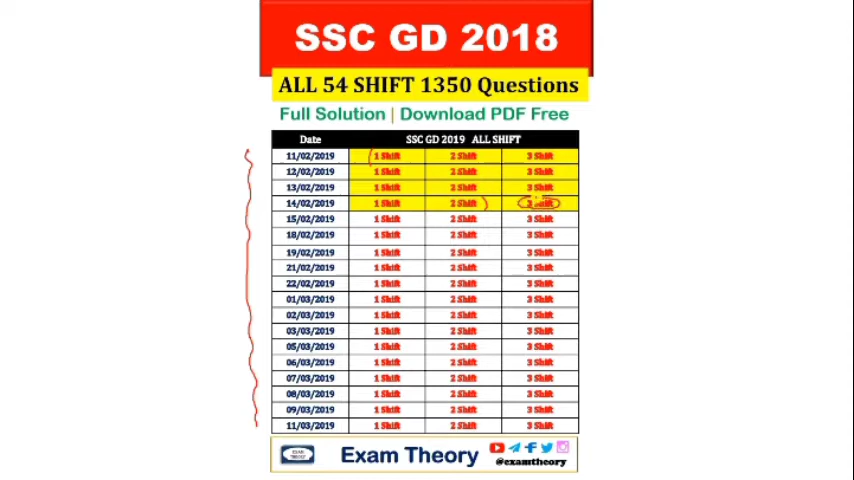 SSC GD 2018
ALL 54 SHIFT 1350 Questions
Full Solution | Download PDF Free
Date SSC GD 2019 ALL SHIFT
11/02/2019 1 Shift 2 Shift 3 Shift
12/02/2019 1 Shift 2 Shift 3 Shift
13/02/2019 1 Shift 2 Shift 3 Shift
14/02/2019 1 Shift 2 Shift 3 Shift
15/02/2019 1 Shift 2 Shift 3 Shift
18/02/2019 1 Shift 2 Shift 3 Shift
19/02/2019 1 Shift 2 Shift 3 Shift
21/02/2019 1 Shift 2 Shift 3 Shift
22/02/2019 1 Shift 2 Shift 3 Shift
01/03/2019 1 Shift 2 Shift 3 Shift
02/03/2019 1 Shift 2 Shift 3 Shift
03/03/2019 1 Shift 2 Shift 3 Shift
05/03/2019 1 Shift 2 Shift 3 Shift
06/03/2019 1 Shift 2 Shift 3 Shift
07/03/2019 1 Shift 2 Shift 3 Shift
08/03/2019 1 Shift 2 Shift 3 Shift
09/03/2019 1 Shift 2 Shift 3 Shift
11/03/2019 1 Shift 2 Shift 3 Shift
EXAM THEORY
Exam Theory
@examtheory